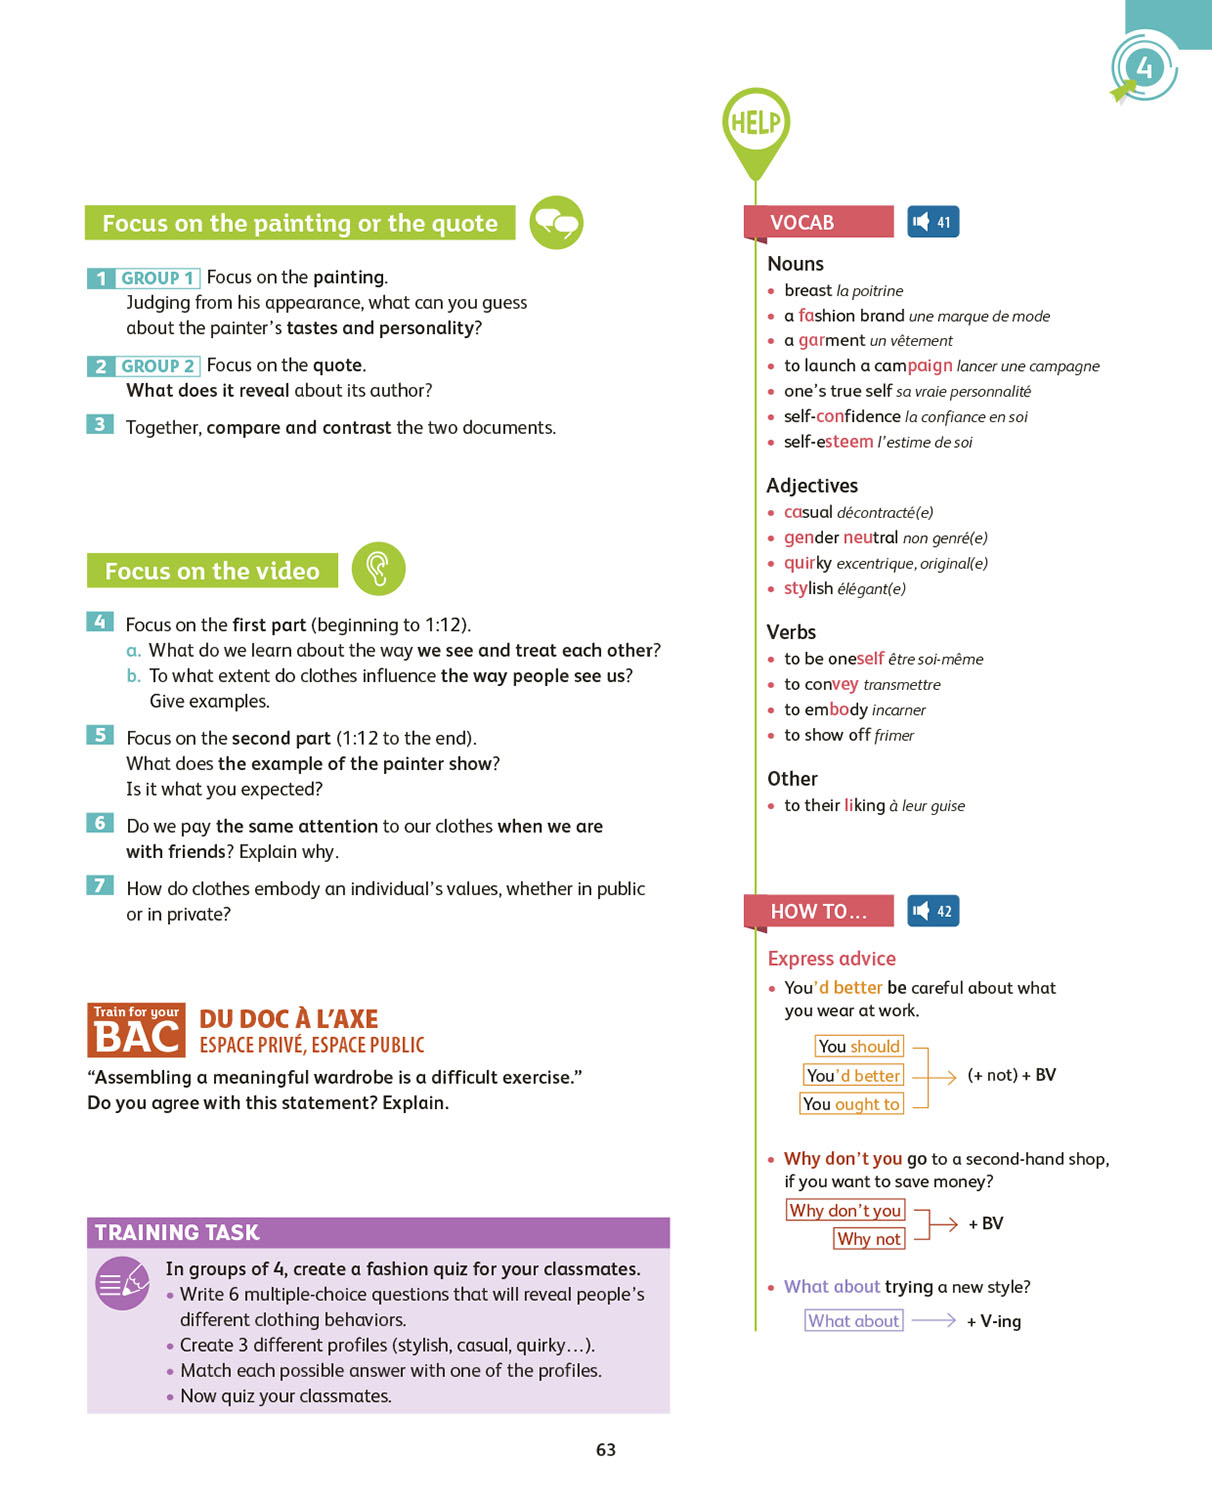 4
HELP
Focus on the painting or the quote
1 GROUP 1 Focus on the painting.
Judging from his appearance, what can you guess
about the painter's tastes and personality?
2 GROUP 2 Focus on the quote.
What does it reveal about its author?
3 Together, compare and contrast the two documents.
Focus on the video
4 Focus on the first part (beginning to 1:12).
a. What do we learn about the way we see and treat each other?
b. To what extent do clothes influence the way people see us?
Give examples.
5 Focus on the second part (1:12 to the end).
What does the example of the painter show?
Is it what you expected?
6 Do we pay the same attention to our clothes when we are
with friends? Explain why.
7 How do clothes embody an individual's values, whether in public
or in private?
Train for your
BAC
DU DOC À L'AXE
ESPACE PRIVÉ, ESPACE PUBLIC
“Assembling a meaningful wardrobe is a difficult exercise.”
Do you agree with this statement? Explain.
TRAINING TASK
In groups of 4, create a fashion quiz for your classmates.
• Write 6 multiple-choice questions that will reveal people's
different clothing behaviors.
• Create 3 different profiles (stylish, casual, quirky…).
• Match each possible answer with one of the profiles.
• Now quiz your classmates.
VOCAB 41
Nouns
• breast la poitrine
• a fashion brand une marque de mode
• a garment un vêtement
• to launch a campaign lancer une campagne
• one's true self sa vraie personnalité
• self-confidence la confiance en soi
• self-esteem l'estime de soi
Adjectives
• casual décontracté(e)
• gender neutral non genré(e)
• quirky excentrique, original(e)
• stylish élégant(e)
Verbs
• to be oneself être soi-même
• to convey transmettre
• to embody incarner
• to show off frimer
Other
• to their liking à leur guise
HOW TO… 42
Express advice
• You'd better be careful about what
you wear at work.
You should
You'd better (+ not) + BV
You ought to
• Why don't you go to a second-hand shop,
if you want to save money?
Why don't you
+ BV
Why not
• What about trying a new style?
What about + V-ing
63